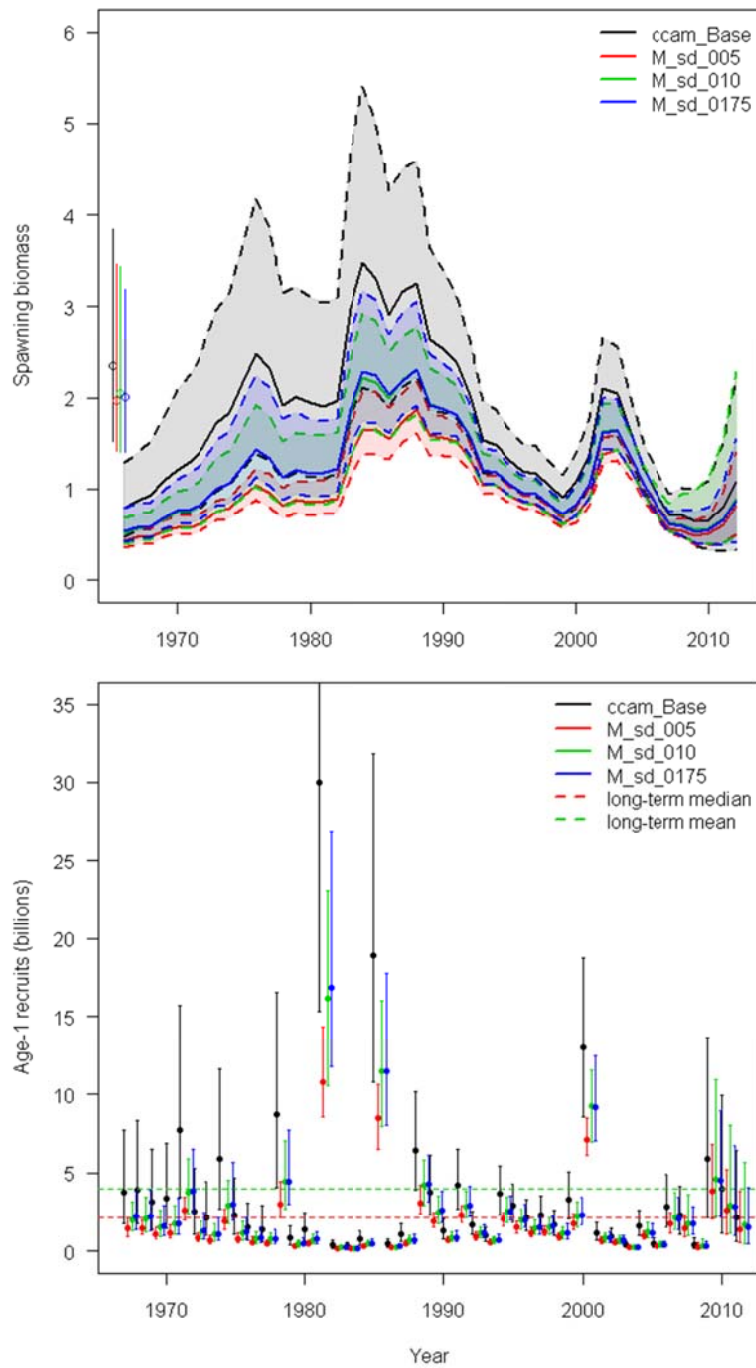 6
5
4
3
2
1
0
Spawning biomass
ccam_Base
M_sd_005
M_sd_010
M_sd_0175
1970 1980 1990 2000 2010
35
30
25
20
15
10
5
0
Age-1 recruits (billions)
ccam_Base
M_sd_005
M_sd_010
M_sd_0175
long-term median
long-term mean
1970 1980 1990 2000 2010
Year